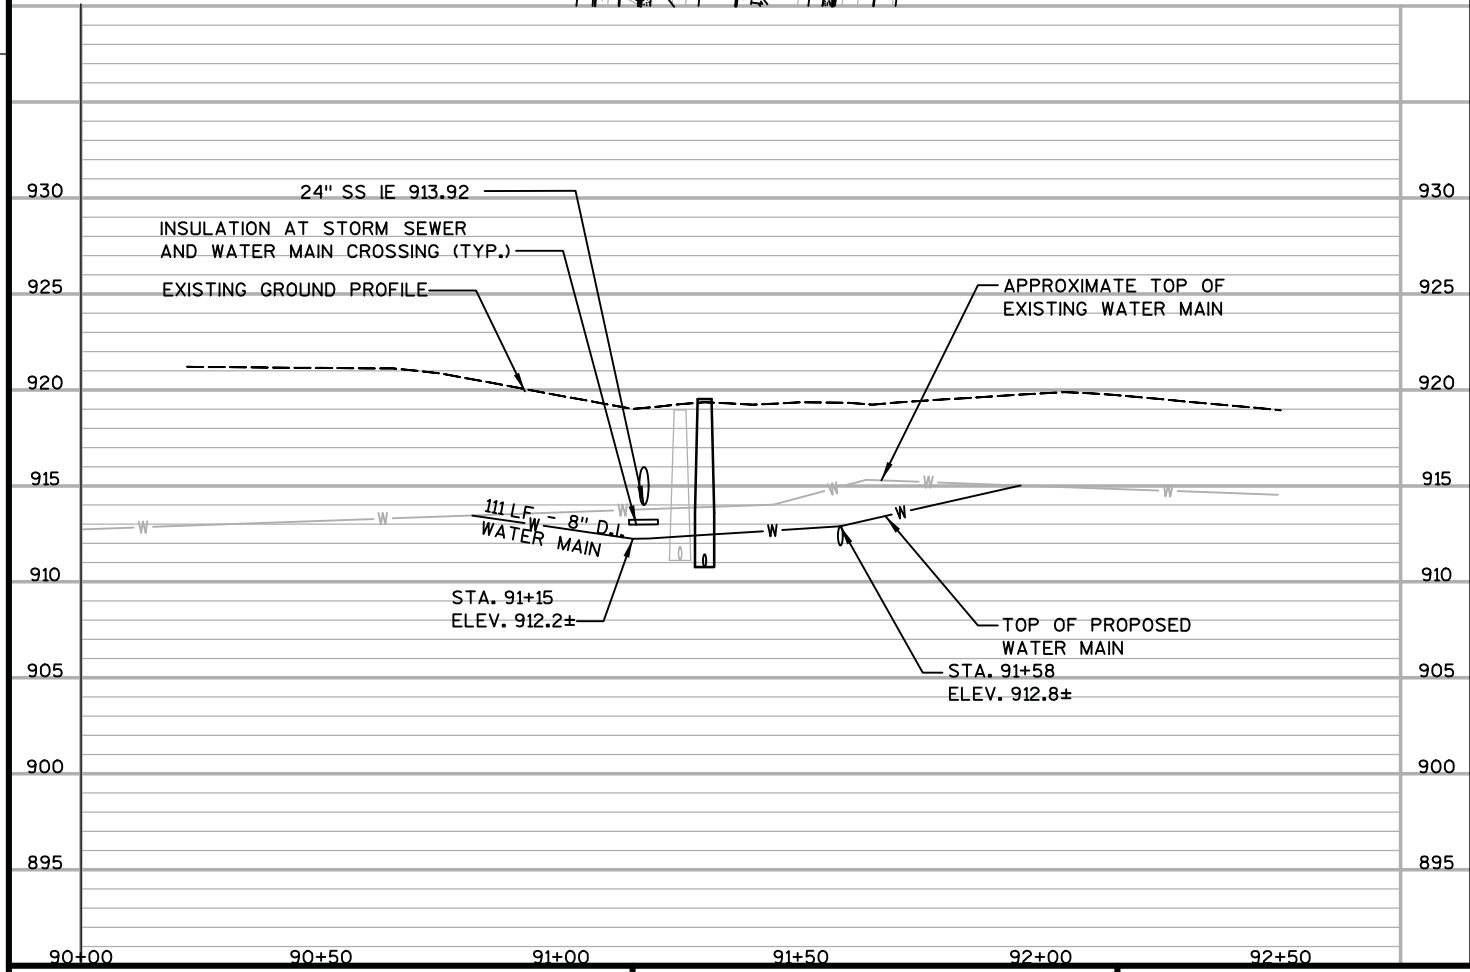 930
930
24" SS IE 913.92
INSULATION AT STORM SEWER
AND WATER MAIN CROSSING (TYP.)
EXISTING GROUND PROFILE
925
925
APPROXIMATE TOP OF
EXISTING WATER MAIN
920
920
915
915
W
W
W
W
W
W
111 LF - 8" D.I.
WATER MAIN
W
W
W
910
910
STA. 91+15
ELEV. 912.2±
TOP OF PROPOSED
WATER MAIN
905
905
STA. 91+58
ELEV. 912.8±
900
900
895
895
90+00
90+50
91+00
91+50
92+00
92+50